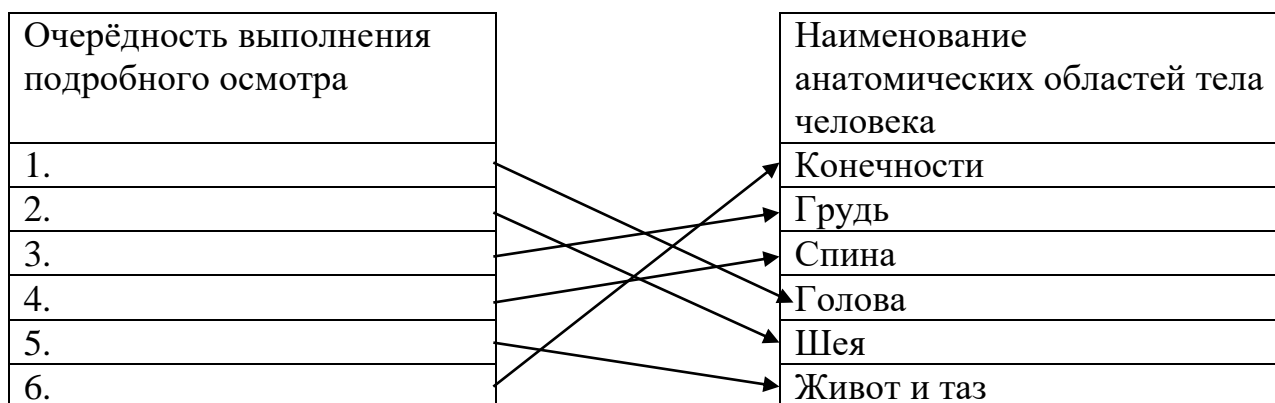 Очерёдность выполнения
подробного осмотра
1.
2.
3.
4.
5.
6.
Наименование
анатомических областей тела
человека
Конечности
Грудь
Спина
Голова
Шея
Живот и таз